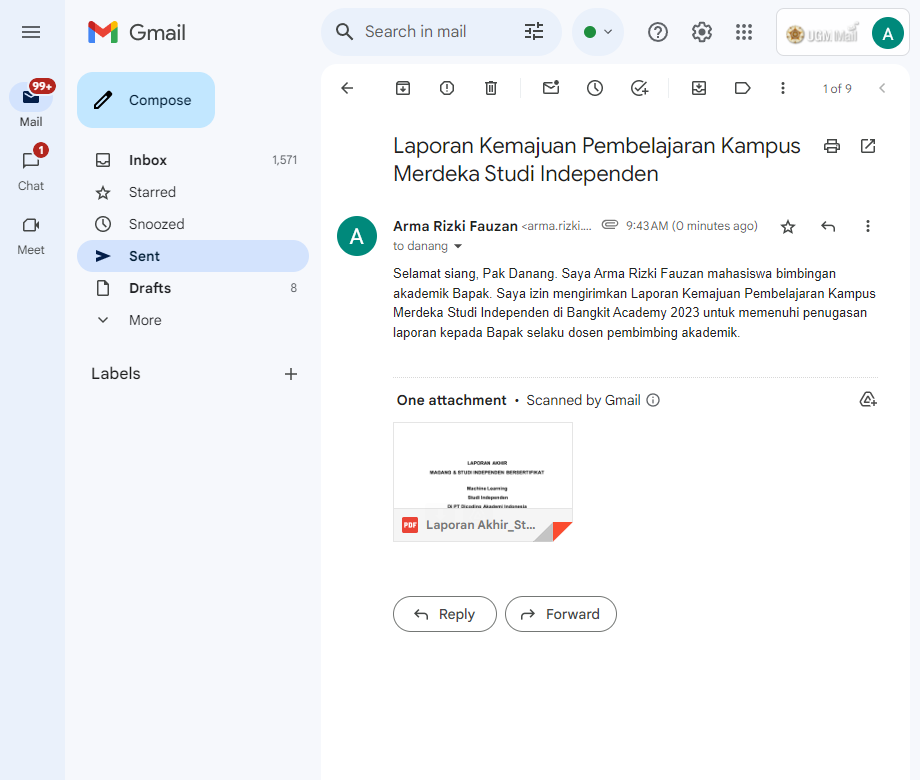 Gmail
Search in mail
UGM Mail
A
99+
Mail
1
Chat
Meet
Compose
Inbox 1,571
Starred
Snoozed
Sent
Drafts 8
More
Labels
1 of 9
Laporan Kemajuan Pembelajaran Kampus
Merdeka Studi Independen
A
Arma Rizki Fauzan <arma.rizki.... 9:43 AM (0 minutes ago)
to danang
Selamat siang, Pak Danang. Saya Arma Rizki Fauzan mahasiswa bimbingan
akademik Bapak. Saya izin mengirimkan Laporan Kemajuan Pembelajaran Kampus
Merdeka Studi Independen di Bangkit Academy 2023 untuk memenuhi penugasan
laporan kepada Bapak selaku dosen pembimbing akademik.
One attachment • Scanned by Gmail
LAPORAN AKHIR
MAGANG & STUDI INDEPENDEN BERSERTIFIKAT
Machine Learning
Studi Independen
Di PT Dicoding Akademi Indonesia
PDF Laporan Akhir_St...
Reply
Forward